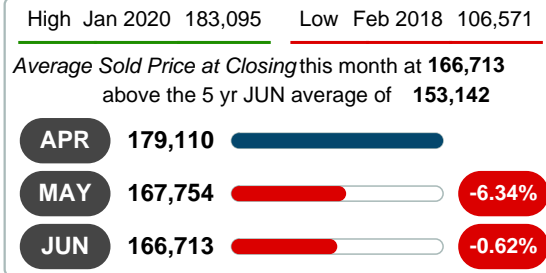 High Jan 2020 183,095 Low Feb 2018 106,571
Average Sold Price at Closing this month at 166,713
above the 5 yr JUN average of 153,142
APR 179,110
MAY 167,754 -6.34%
JUN 166,713 -0.62%